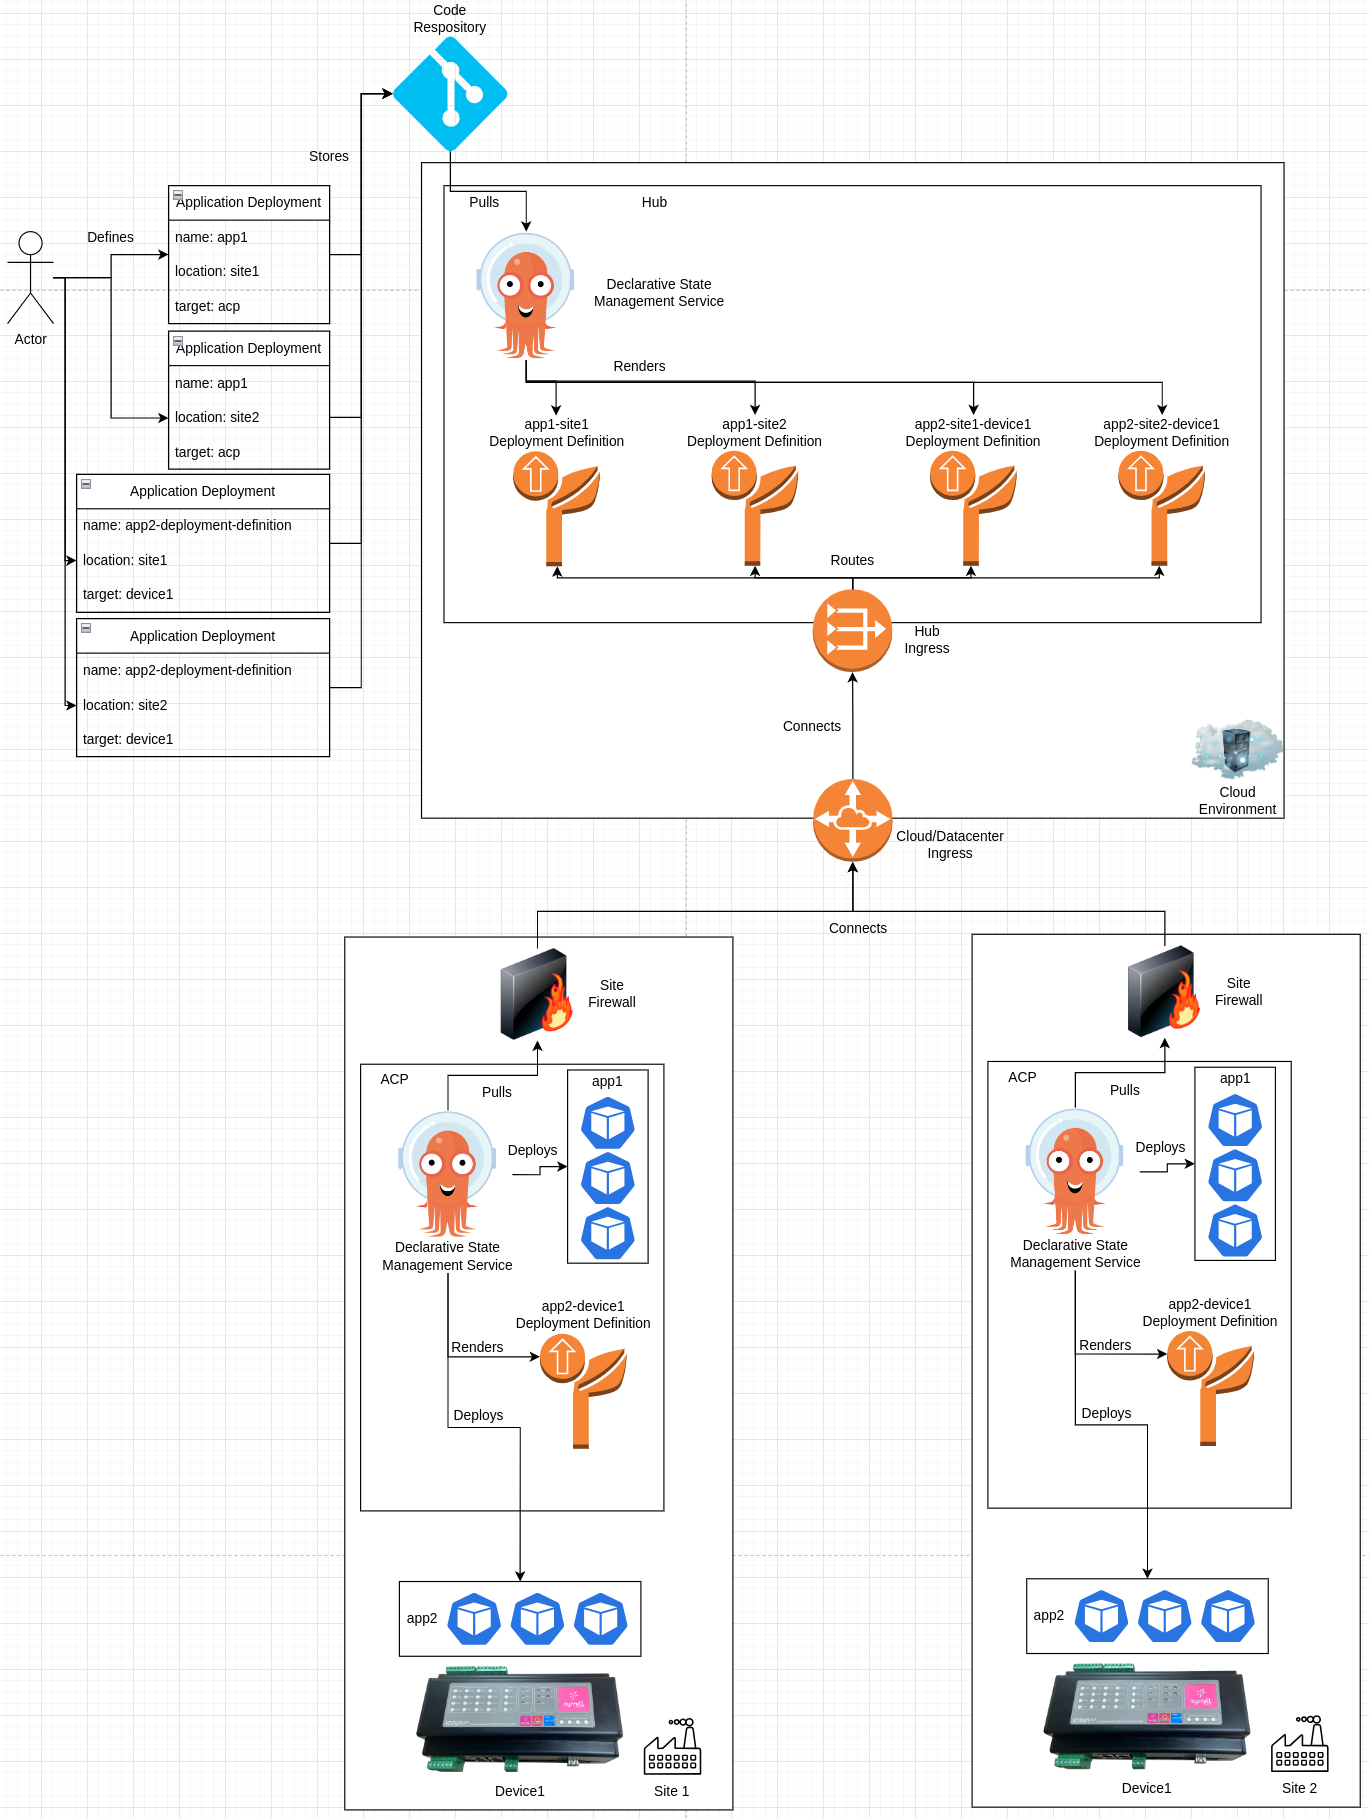 Code
Respository
Stores
Application Deployment
name: app1
location: site1
target: acp
Defines
Actor
Application Deployment
name: app1
location: site2
target: acp
Application Deployment
name: app2-deployment-definition
location: site1
target: device1
Application Deployment
name: app2-deployment-definition
location: site2
target: device1
Pulls
Hub
Declarative State
Management Service
Renders
app1-site1
Deployment Definition
app1-site2
Deployment Definition
app2-site1-device1
Deployment Definition
app2-site2-device1
Deployment Definition
Routes
Hub
Ingress
Connects
Cloud
Environment
Cloud/Datacenter
Ingress
Connects
Site
Firewall
ACP
Pulls
app1
Deploys
Declarative State
Management Service
app2-device1
Deployment Definition
Renders
Deploys
app2
Device1
Site 1
Site
Firewall
ACP
Pulls
app1
Deploys
Declarative State
Management Service
app2-device1
Deployment Definition
Renders
Deploys
app2
Device1
Site 2